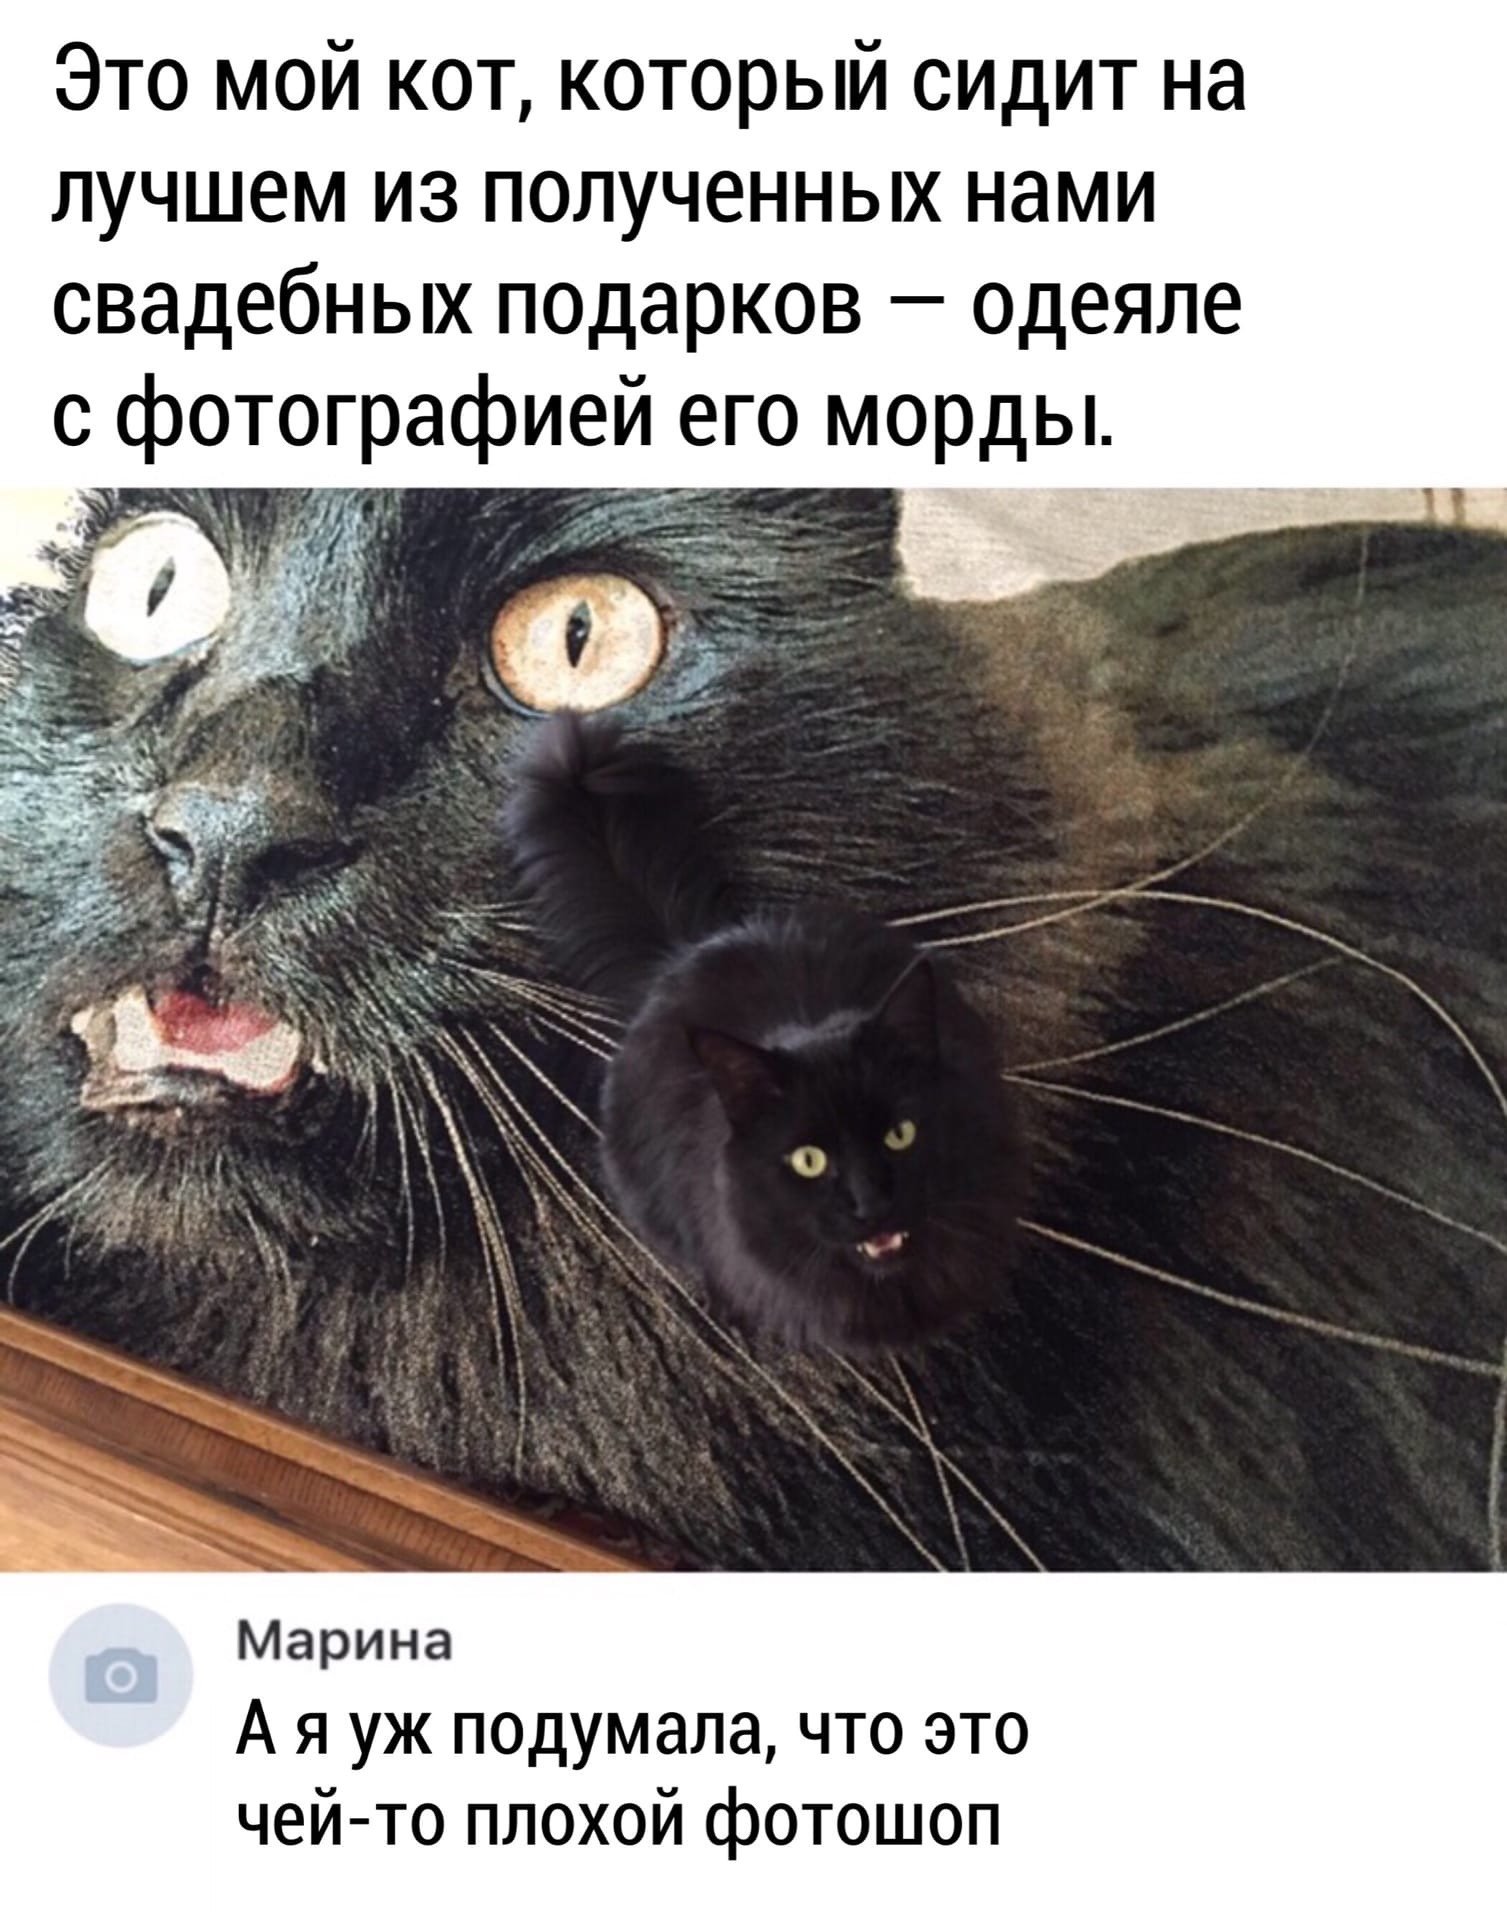 Это мой кот, который сидит на
лучшем из полученных нами
свадебных подарков — одеяле
с фотографией его морды.
Марина
А я уж подумала, что это
чей-то плохой фотошоп